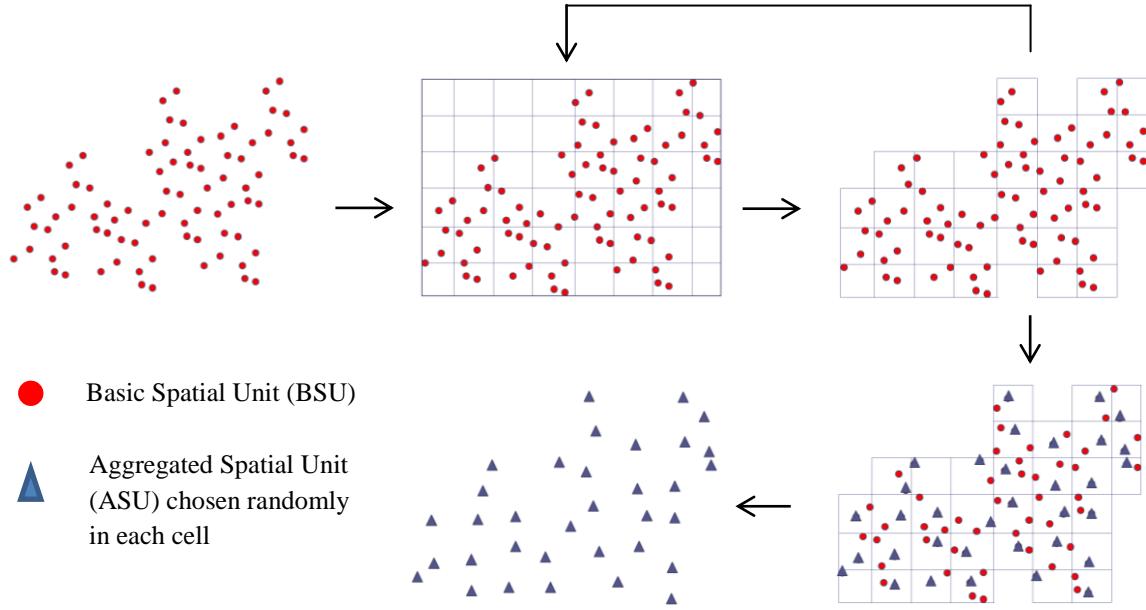 Basic Spatial Unit (BSU)
Aggregated Spatial Unit
(ASU) chosen randomly
in each cell